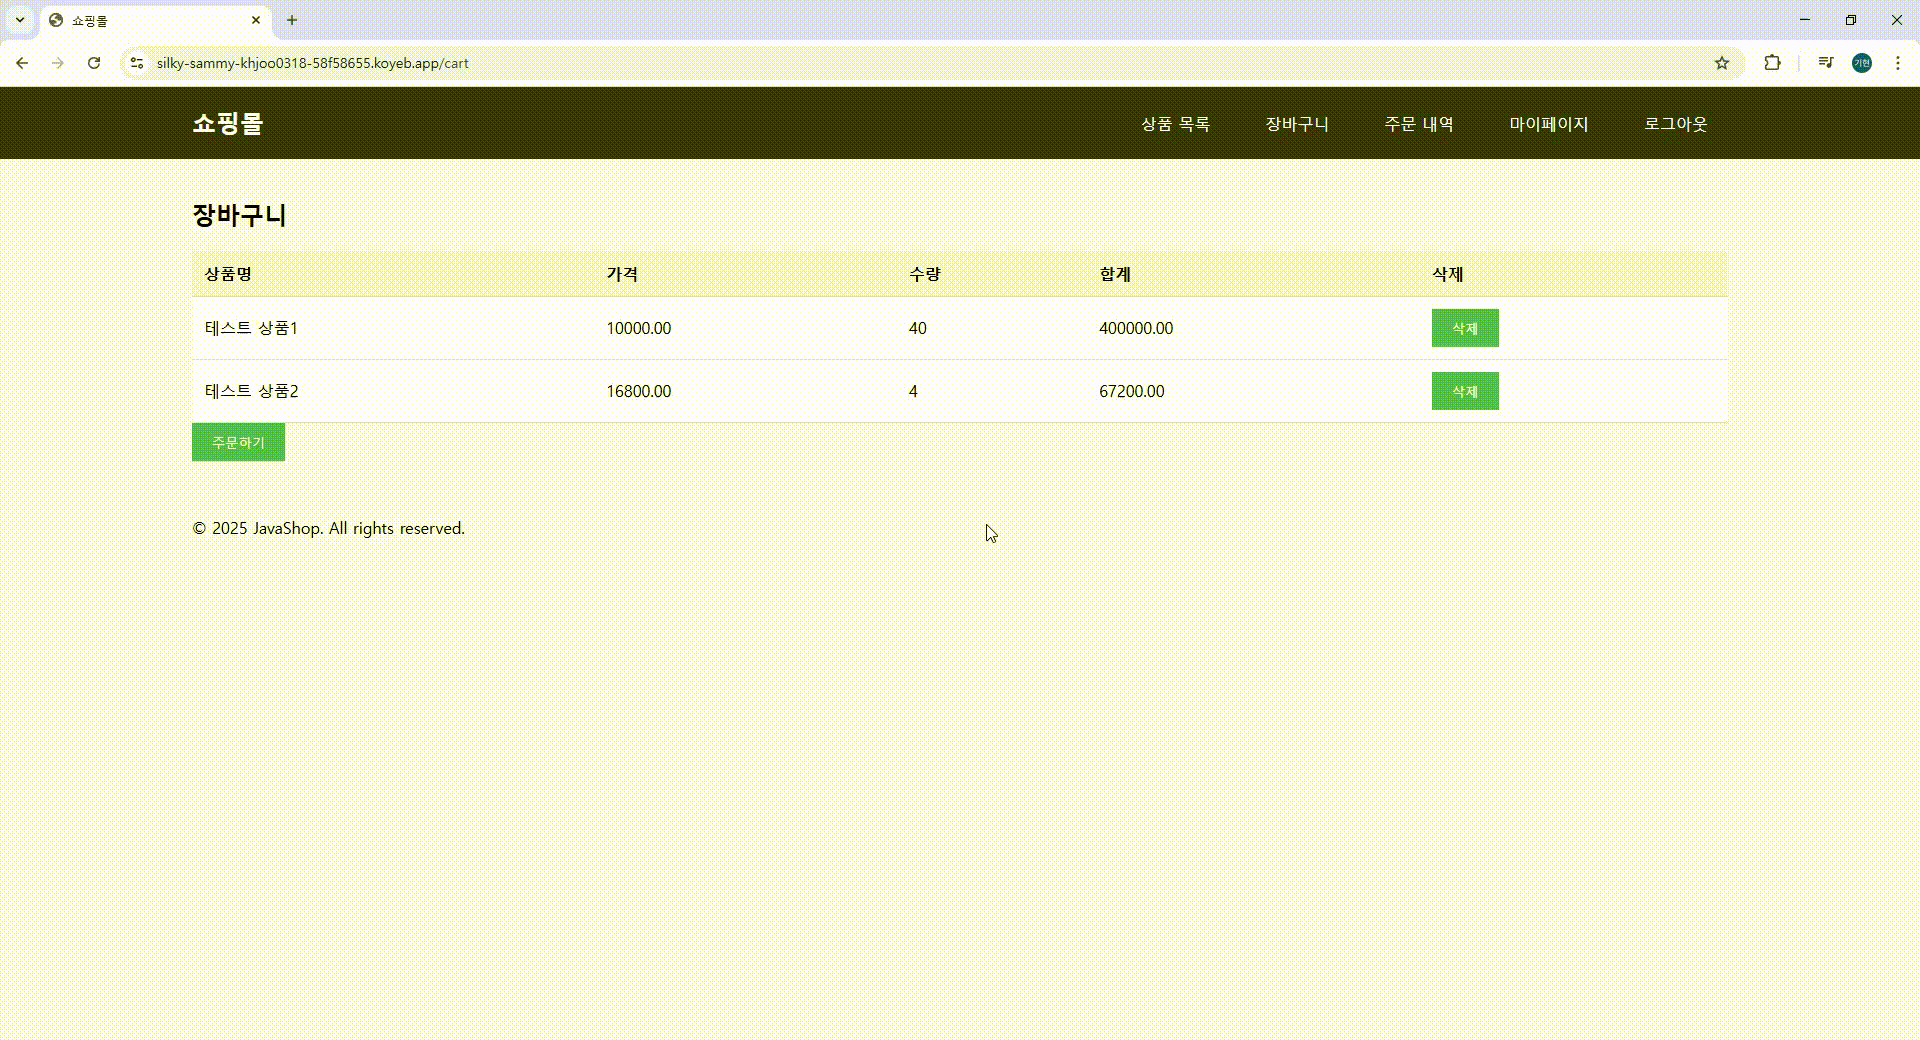 쇼핑몰
silky-sammy-khjoo0318-58f58655.koyeb.app/cart
기현
쇼핑몰 상품 목록 장바구니 주문 내역 마이페이지 로그아웃
장바구니
상품명 가격 수량 합계 삭제
테스트 상품1 10000.00 40 400000.00 삭제
테스트 상품2 16800.00 4 67200.00 삭제
주문하기
© 2025 JavaShop. All rights reserved.